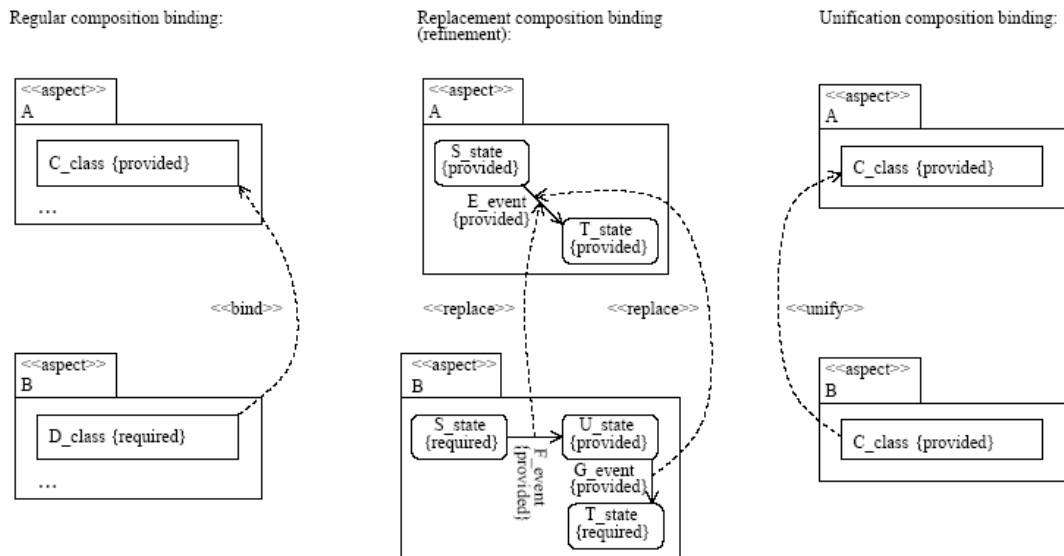 Regular composition binding:
<<aspect>>
A
C_class {provided}
...
<<bind>>
<<aspect>>
B
D_class {required}
...
Replacement composition binding
(refinement):
<<aspect>>
A
S_state
{provided}
E_event
{provided}
T_state
{provided}
<<replace>>
<<replace>>
<<aspect>>
B
S_state
{required}
F_event
{provided}
U_state
{provided}
G_event
{provided}
T_state
{required}
Unification composition binding:
<<aspect>>
A
C_class {provided}
<<unify>>
<<aspect>>
B
C_class {provided}